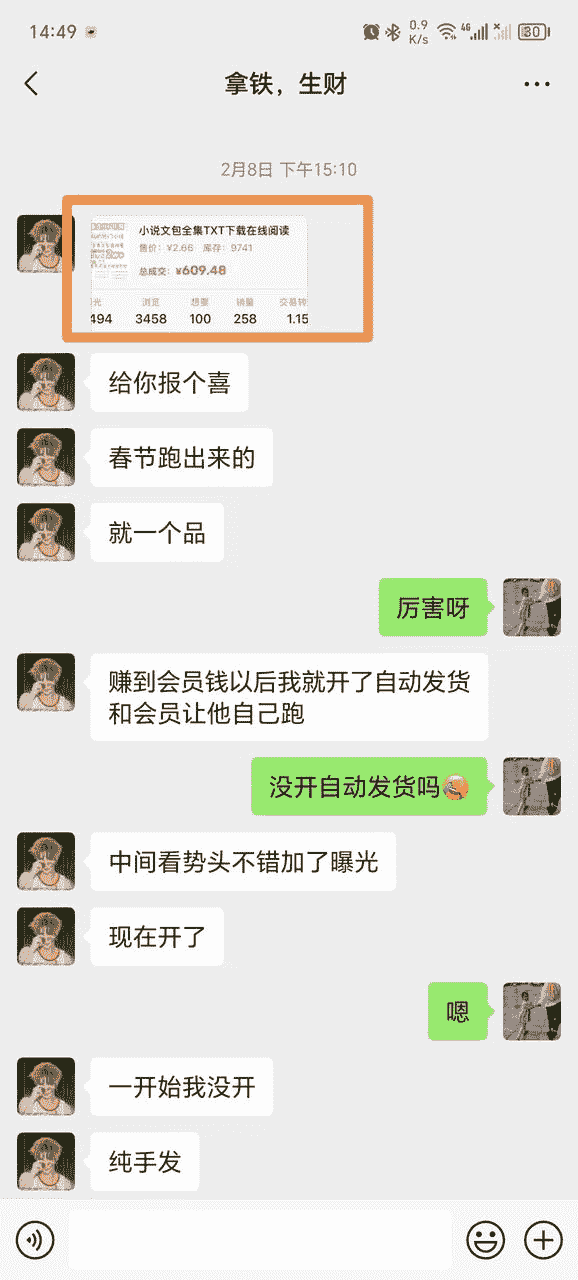 14:49
0.9
K/s
4G
80
拿铁，生财
2月8日 下午15:10
小说文包全集TXT下载在线阅读
售价：¥2.66 库存：9741
总成交：¥609.48
光 浏览 想要 销量 交易转
494 3458 100 258 1.15
给你报个喜
春节跑出来的
就一个品
厉害呀
赚到会员钱以后我就开了自动发货
和会员让他自己跑
没开自动发货吗
中间看势头不错加了曝光
现在开了
嗯
一开始我没开
纯手发